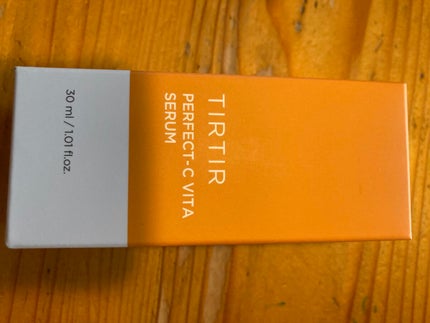 TIRTIR
PERFECT-C VITA
SERUM
30 ml / 1.01 fl.oz.